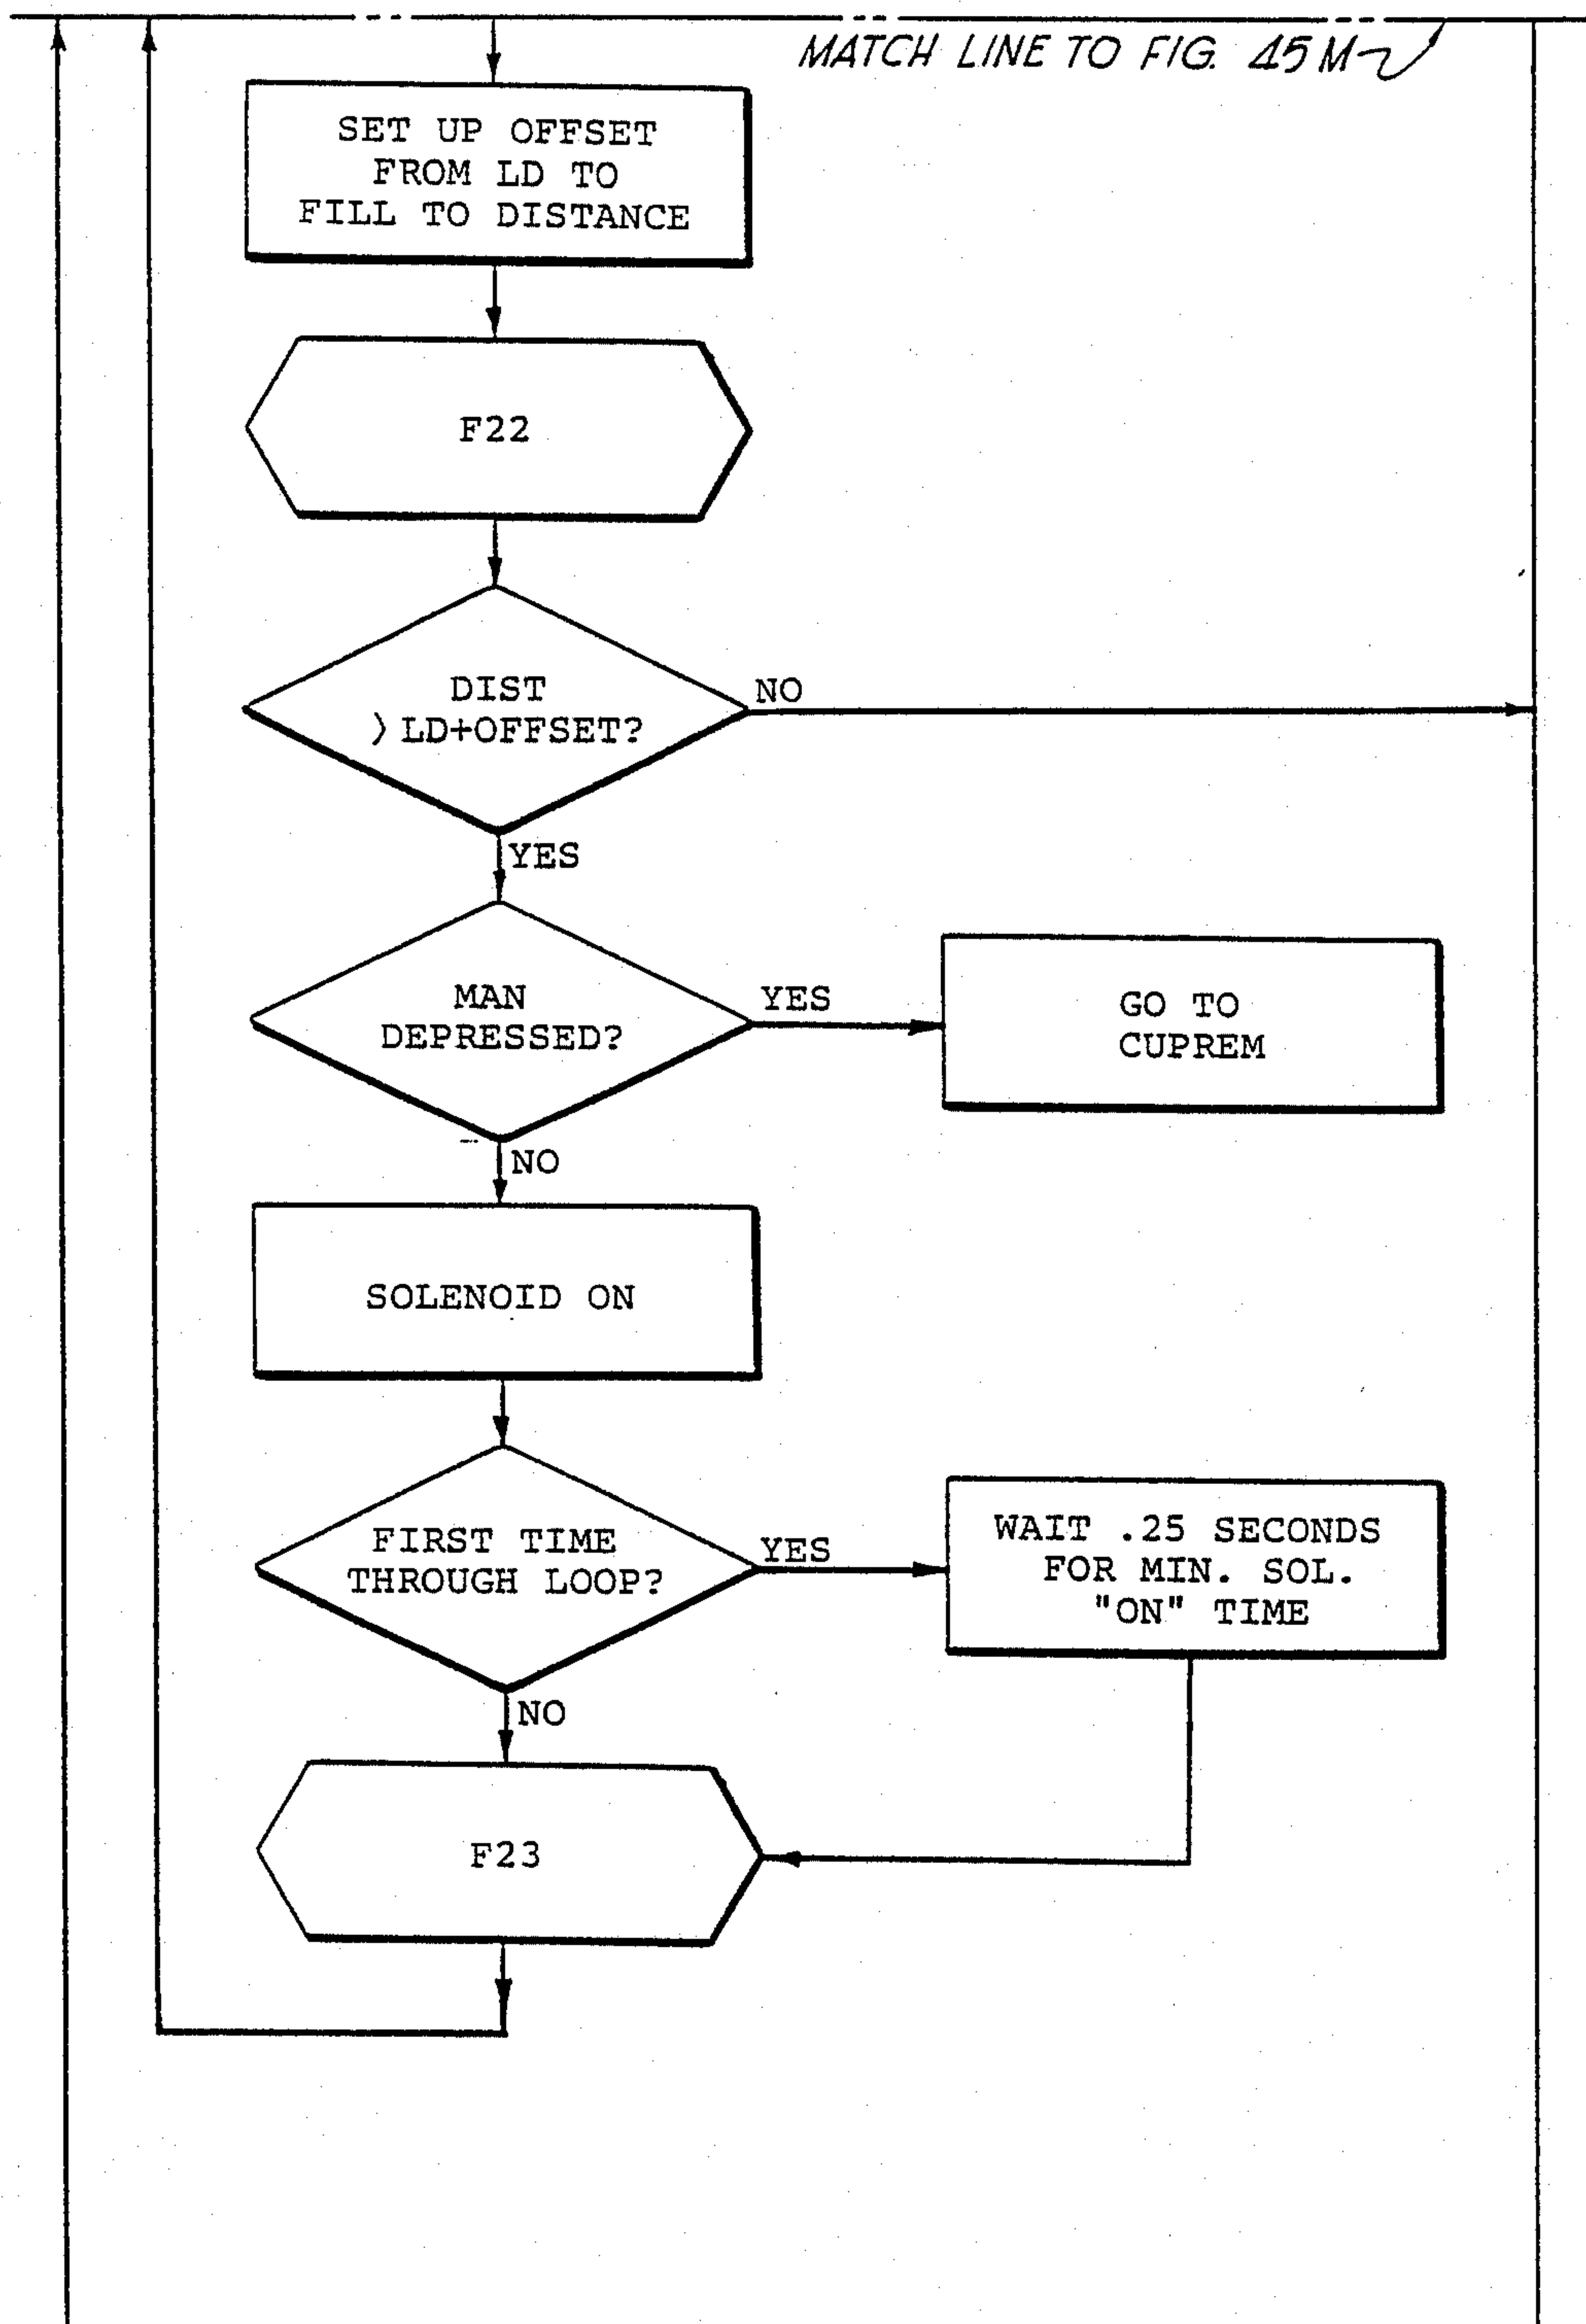 MATCH LINE TO FIG. 45M
SET UP OFFSET
FROM LD TO
FILL TO DISTANCE
F22
DIST
>LD+OFFSET?
NO
YES
MAN
DEPRESSED?
YES
GO TO
CUPREM
NO
SOLENOID ON
FIRST TIME
THROUGH LOOP?
YES
WAIT .25 SECONDS
FOR MIN. SOL.
"ON" TIME
NO
F23